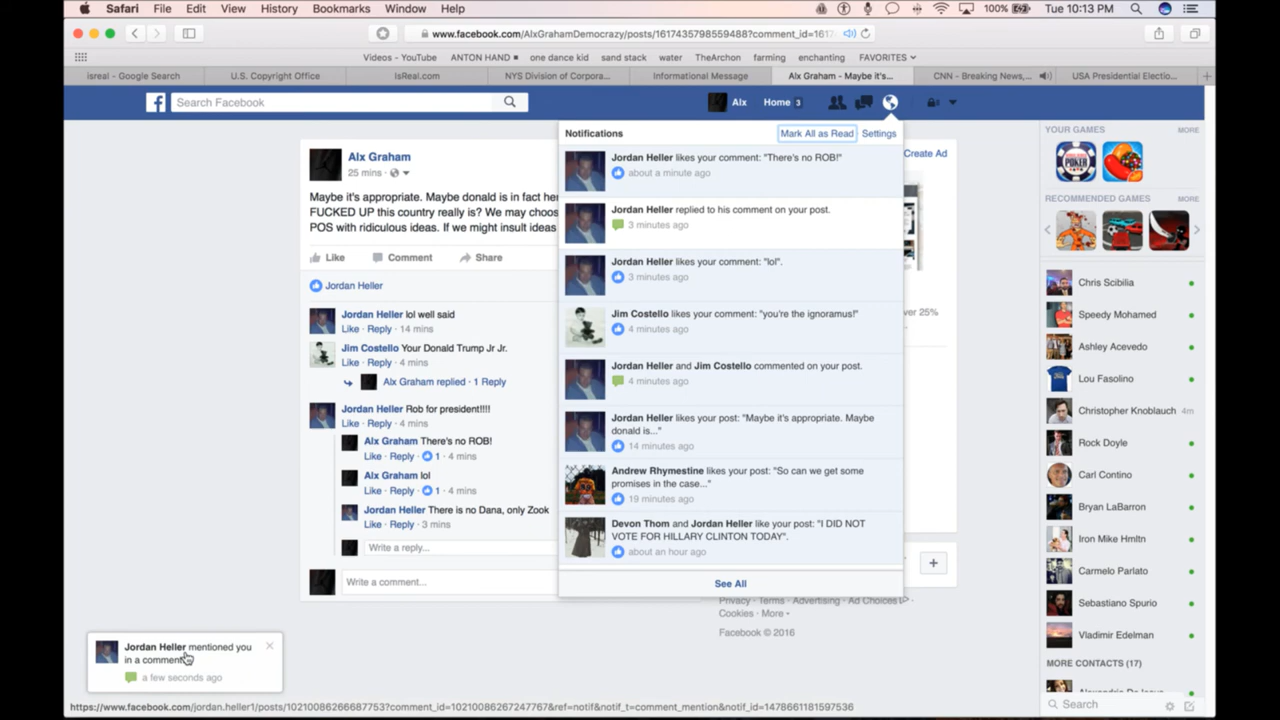 Safari File Edit View History Bookmarks Window Help
100%
Tue 10:13 PM
www.facebook.com/AlxGrahamDemocrazy/posts/161743579855948​8?comment_id=1617
Videos - YouTube ANTON HAND one dance kid sand stack water TheArchon farming enchanting FAVORITES
isreal - Google Search
U.S. Copyright Office
IsReal.com
NYS Division of Corpora...
Informational Message
Alx Graham - Maybe it's...
CNN - Breaking News,...
USA Presidential Electio...
Search Facebook
Alx
Home 3
Alx Graham
25 mins
Maybe it's appropriate. Maybe donald is in fact her
FUCKED UP this country really is? We may choos
POS with ridiculous ideas. If we might insult ideas
Like Comment Share
Jordan Heller
Jordan Heller lol well said
Like · Reply · 14 mins
Jim Costello Your Donald Trump Jr Jr.
Like · Reply · 4 mins
Alx Graham replied · 1 Reply
Jordan Heller Rob for president!!!!
Like · Reply · 4 mins
Alx Graham There's no ROB!
Like · Reply · 1 · 4 mins
Alx Graham lol
Like · Reply · 1 · 4 mins
Jordan Heller There is no Dana, only Zook
Like · Reply · 3 mins
Write a reply...
Write a comment...
Notifications
Mark All as Read Settings
Jordan Heller likes your comment: "There's no ROB!"
about a minute ago
Jordan Heller replied to his comment on your post.
3 minutes ago
Jordan Heller likes your comment: "lol".
3 minutes ago
Jim Costello likes your comment: "you're the ignoramus!"
4 minutes ago
Jordan Heller and Jim Costello commented on your post.
4 minutes ago
Jordan Heller likes your post: "Maybe it's appropriate. Maybe
donald is..."
14 minutes ago
Andrew Rhymestine likes your post: "So can we get some
promises in the case..."
19 minutes ago
Devon Thom and Jordan Heller like your post: "I DID NOT
VOTE FOR HILLARY CLINTON TODAY".
about an hour ago
See All
Create Ad
over 25%
Privacy · Terms · Advertising · Ad Choices
Cookies · More
Facebook © 2016
YOUR GAMES MORE
POKER
RECOMMENDED GAMES MORE
Chris Scibilia
Speedy Mohamed
Ashley Acevedo
Lou Fasolino
Christopher Knoblauch 4m
Rock Doyle
Carl Contino
Bryan LaBarron
Iron Mike Hmltn
Carmelo Parlato
Sebastiano Spurio
Vladimir Edelman
MORE CONTACTS (17)
Search
Jordan Heller mentioned you
in a comment
a few seconds ago
https://www.facebook.com/jordan.heller1/posts/10210086266687753?comment_id=10210086267247767&ref=notif&notif_t=comment_mention&notif_id=1478661181597536